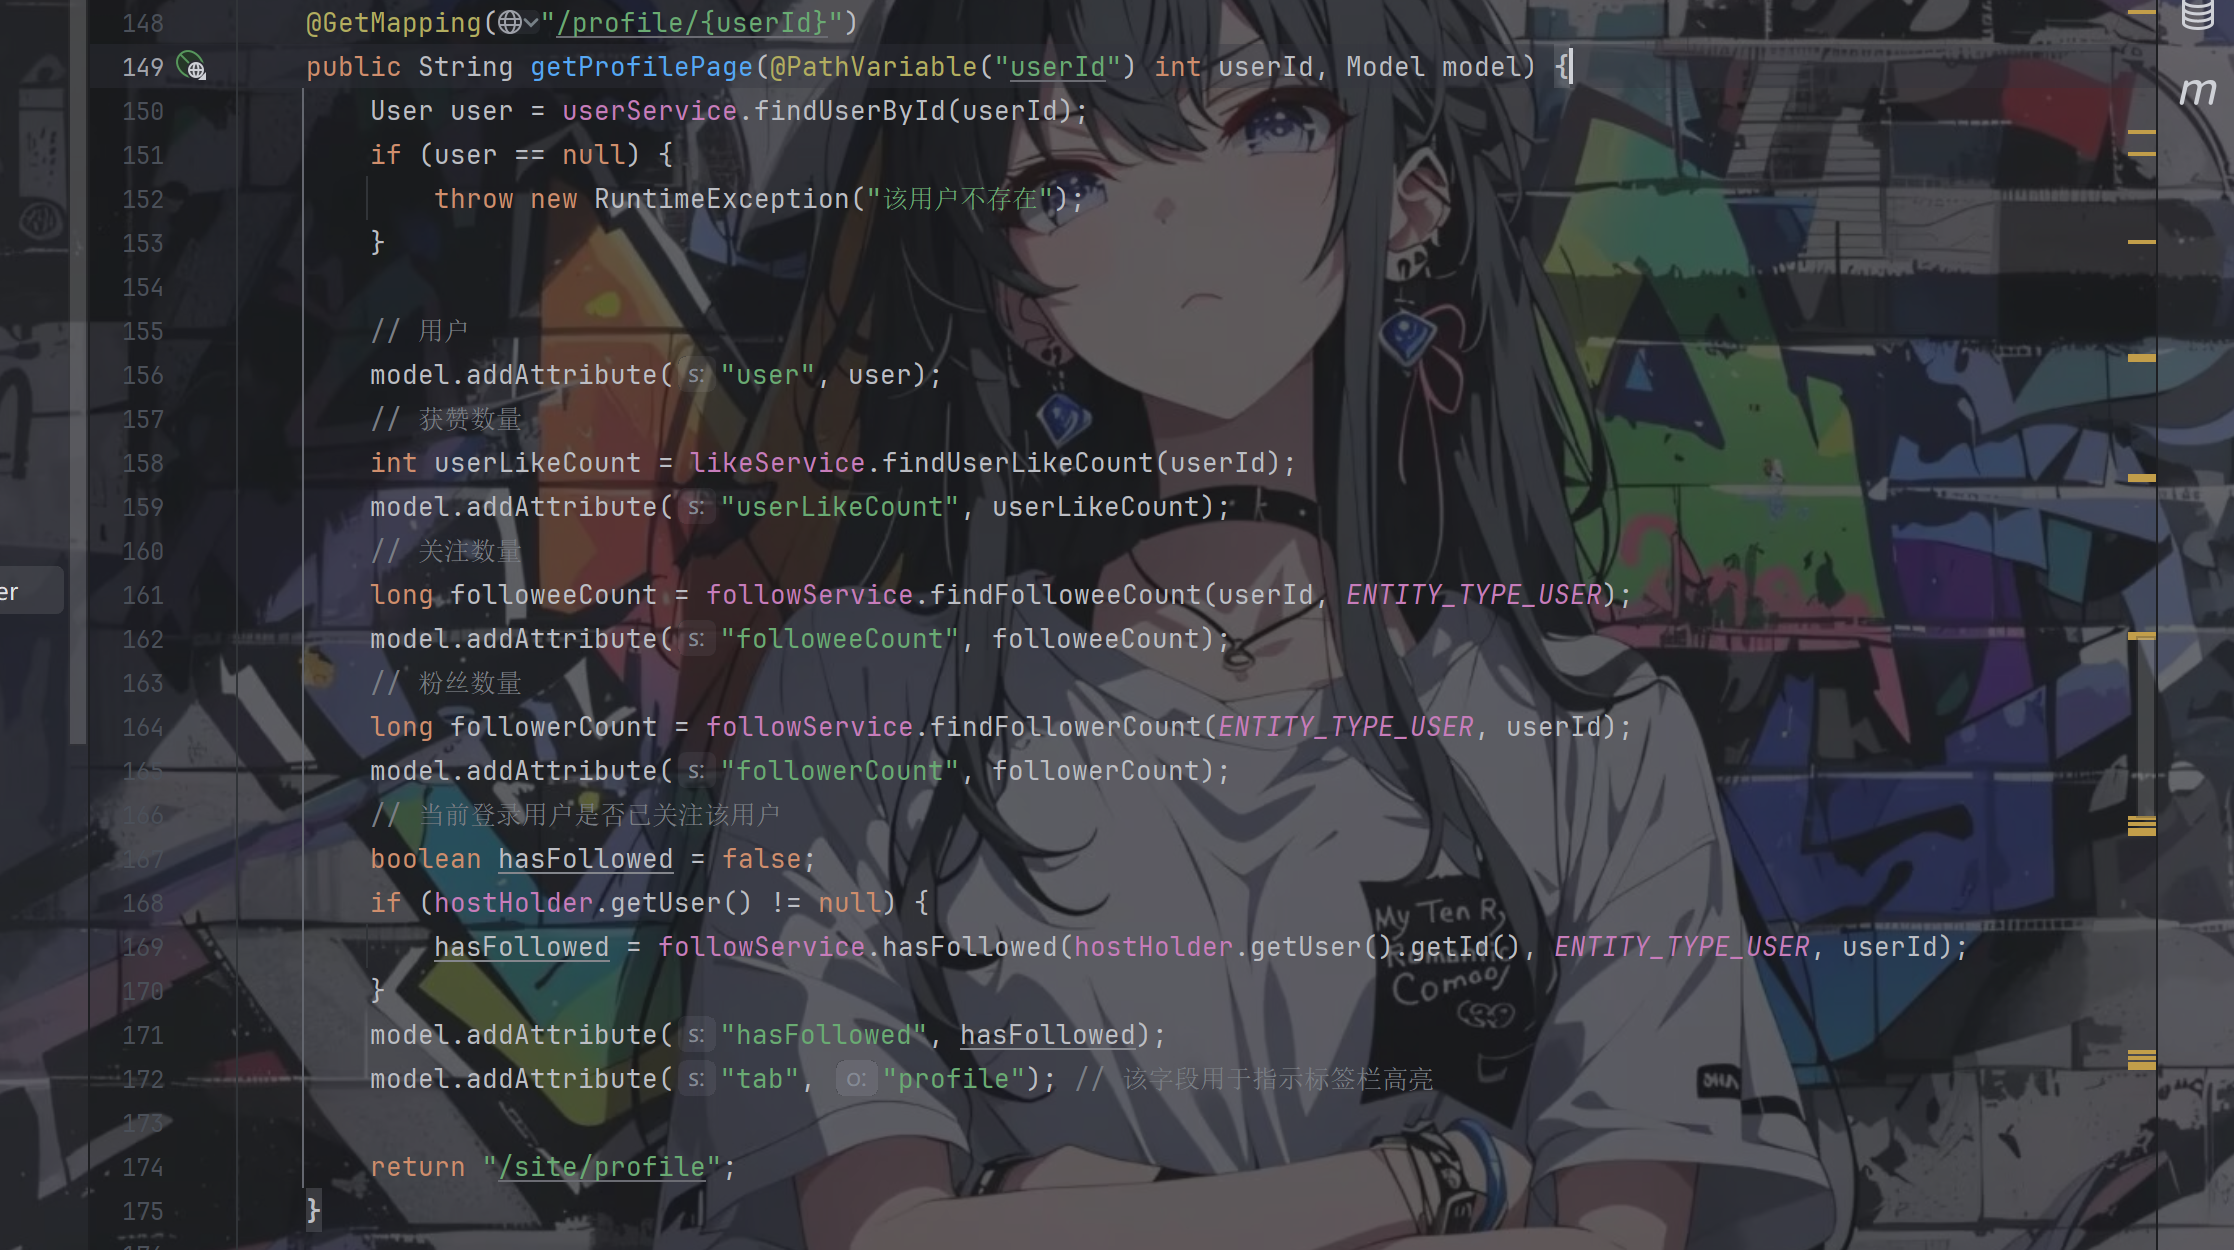 148 @GetMapping("/profile/{userId}")
149 public String getProfilePage(@PathVariable("userId") int userId, Model model) {
150 User user = userService.findUserById(userId);
151 if (user == null) {
152 throw new RuntimeException("该用户不存在");
153 }
154
155 // 用户
156 model.addAttribute( s: "user", user);
157 // 获赞数量
158 int userLikeCount = likeService.findUserLikeCount(userId);
159 model.addAttribute( s: "userLikeCount", userLikeCount);
160 // 关注数量
161 long followeeCount = followService.findFolloweeCount(userId, ENTITY_TYPE_USER);
162 model.addAttribute( s: "followeeCount", followeeCount);
163 // 粉丝数量
164 long followerCount = followService.findFollowerCount(ENTITY_TYPE_USER, userId);
165 model.addAttribute( s: "followerCount", followerCount);
166 // 当前登录用户是否已关注该用户
167 boolean hasFollowed = false;
168 if (hostHolder.getUser() != null) {
169 hasFollowed = followService.hasFollowed(hostHolder.getUser().getId(), ENTITY_TYPE_USER, userId);
170 }
171 model.addAttribute( s: "hasFollowed", hasFollowed);
172 model.addAttribute( s: "tab", o: "profile"); // 该字段用于指示标签栏高亮
173
174 return "/site/profile";
175 }
er
m
My Ten R
Comao